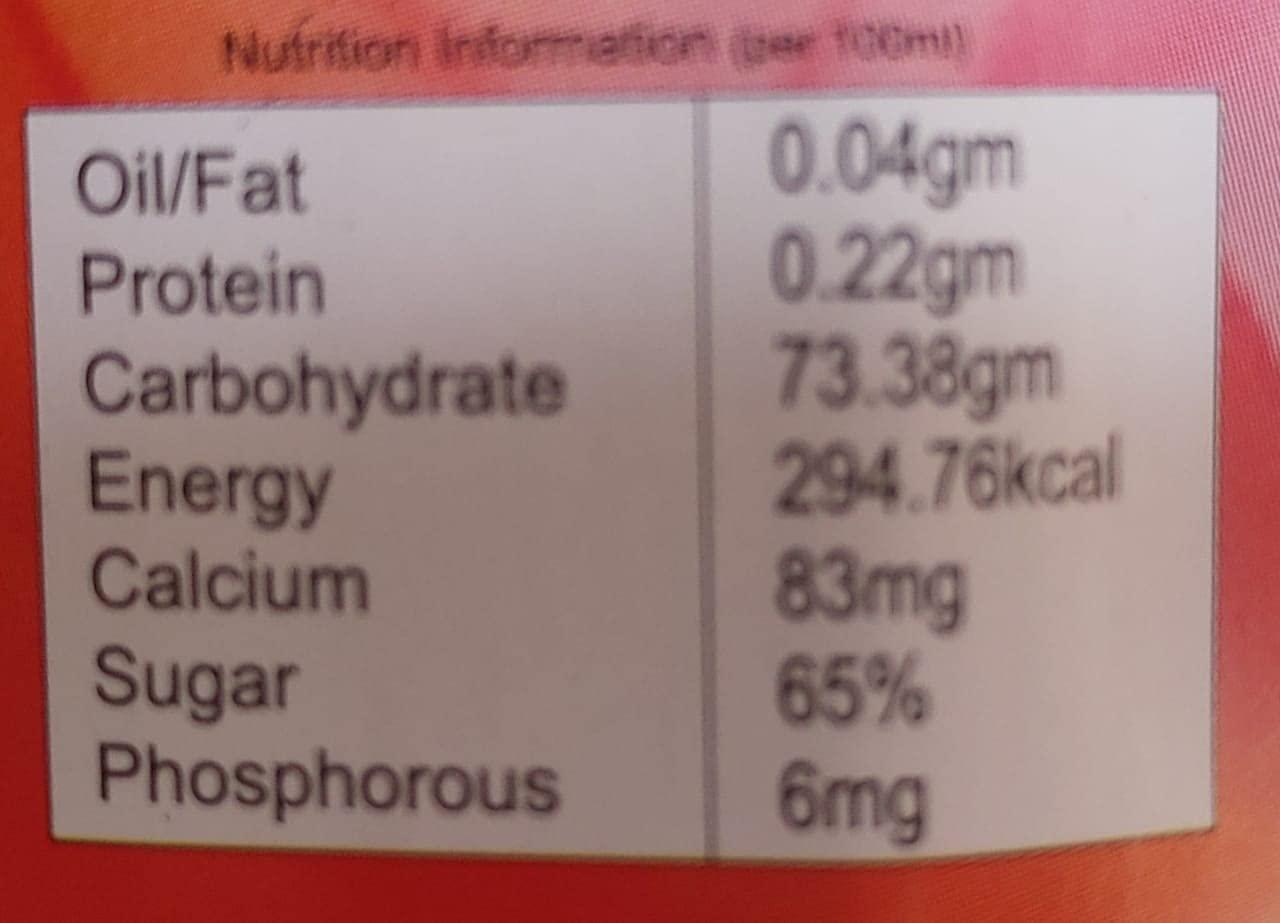 Nutrition Information (per 100ml)
Oil/Fat 0.04gm
Protein 0.22gm
Carbohydrate 73.38gm
Energy 294.76kcal
Calcium 83mg
Sugar 65%
Phosphorous 6mg